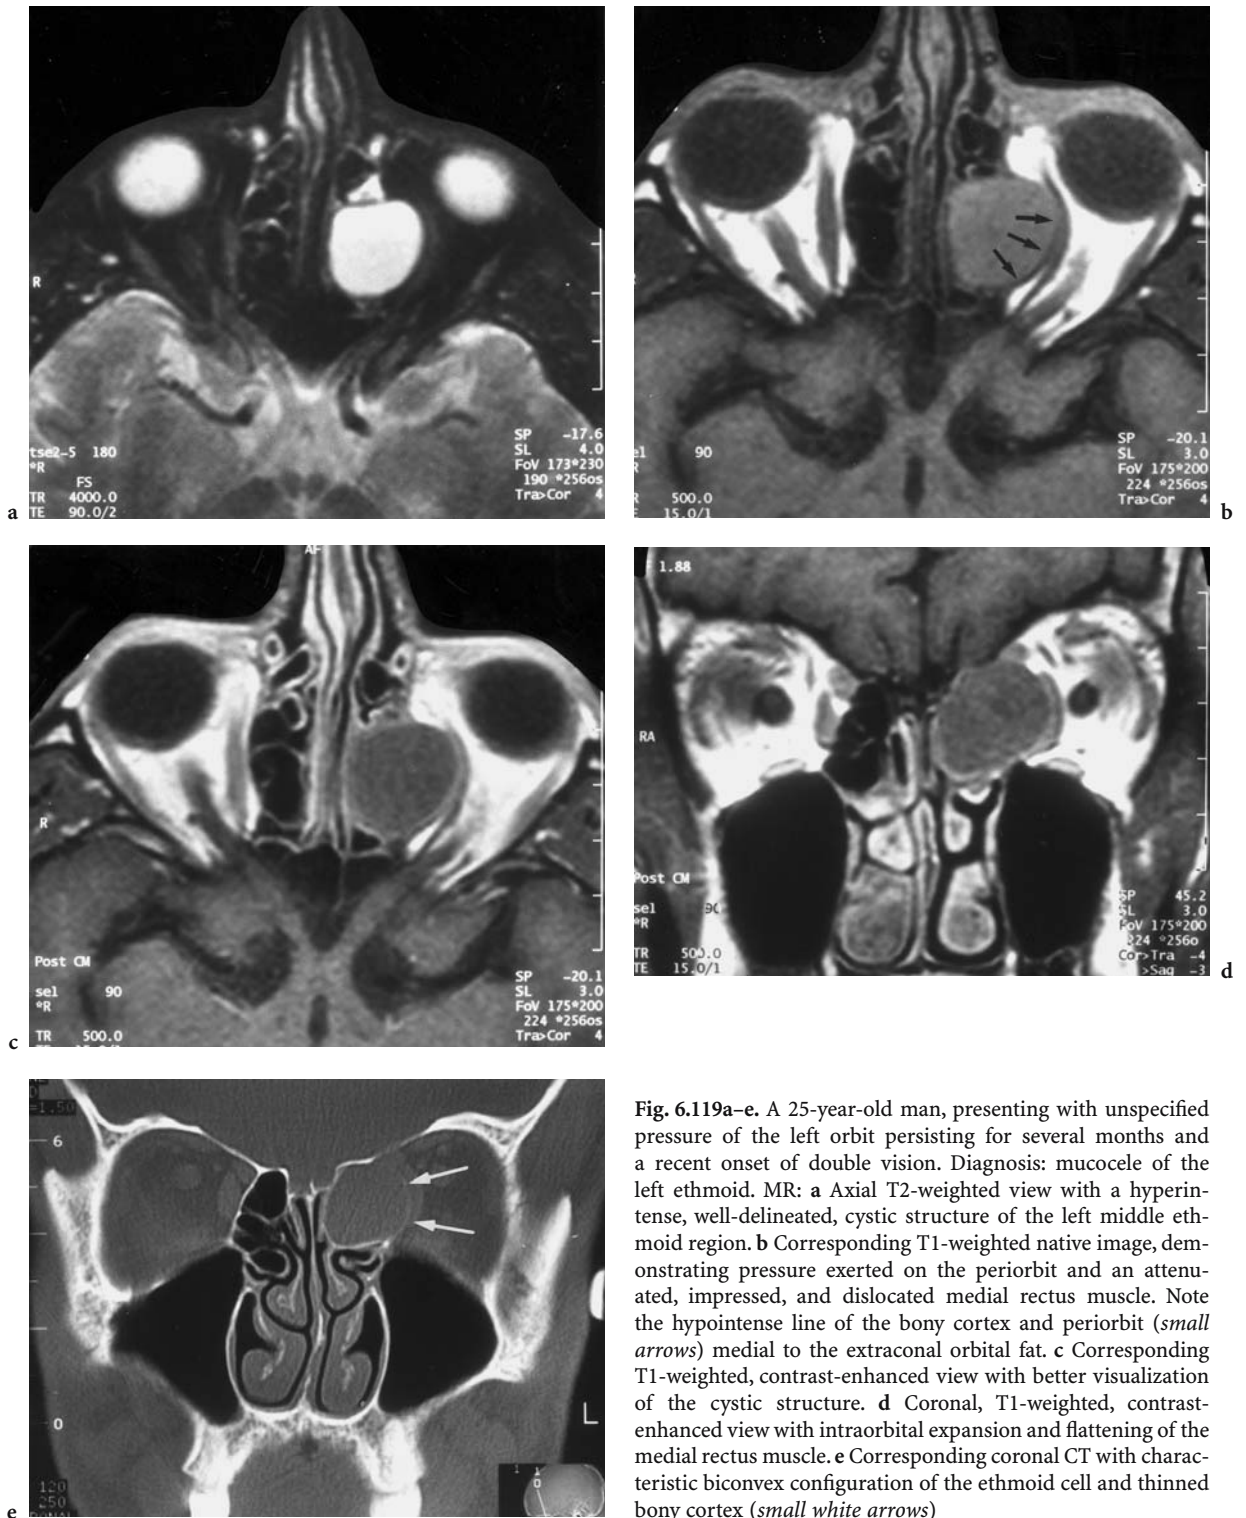 R
tse2-5 180
*R
FS
TR 4000.0
TE 90.0/2
SP -17.6
SL 4.0
FoV 173*230
190 *256os
Tra>Cor 4
a
el 90
R
R 500.0
TE 15.0/1
SP -20.1
SL 3.0
FoV 175*200
224 *256os
Tra>Cor 4
b
R
Post CM
sel 90
*R
TR 500.0
SP -20.1
SL 3.0
FoV 175*200
224 *256os
Tra>Cor 4
c
1.88
RA
Post CM
sel 90
*R
TR 500.0
TE 15.0/1
SP 45.2
SL 3.0
FoV 175*200
224 *256o
Cor>Tra -4
>Sag -3
d
=1.50
6
0
L
120
250
1
1
0
e
Fig. 6.119a–e. A 25-year-old man, presenting with unspecified
pressure of the left orbit persisting for several months and
a recent onset of double vision. Diagnosis: mucocele of the
left ethmoid. MR: a Axial T2-weighted view with a hyperin-
tense, well-delineated, cystic structure of the left middle eth-
moid region. b Corresponding T1-weighted native image, dem-
onstrating pressure exerted on the periorbit and an attenu-
ated, impressed, and dislocated medial rectus muscle. Note
the hypointense line of the bony cortex and periorbit (small
arrows) medial to the extraconal orbital fat. c Corresponding
T1-weighted, contrast-enhanced view with better visualization
of the cystic structure. d Coronal, T1-weighted, contrast-
enhanced view with intraorbital expansion and flattening of the
medial rectus muscle. e Corresponding coronal CT with charac-
teristic biconvex configuration of the ethmoid cell and thinned
bony cortex (small white arrows)